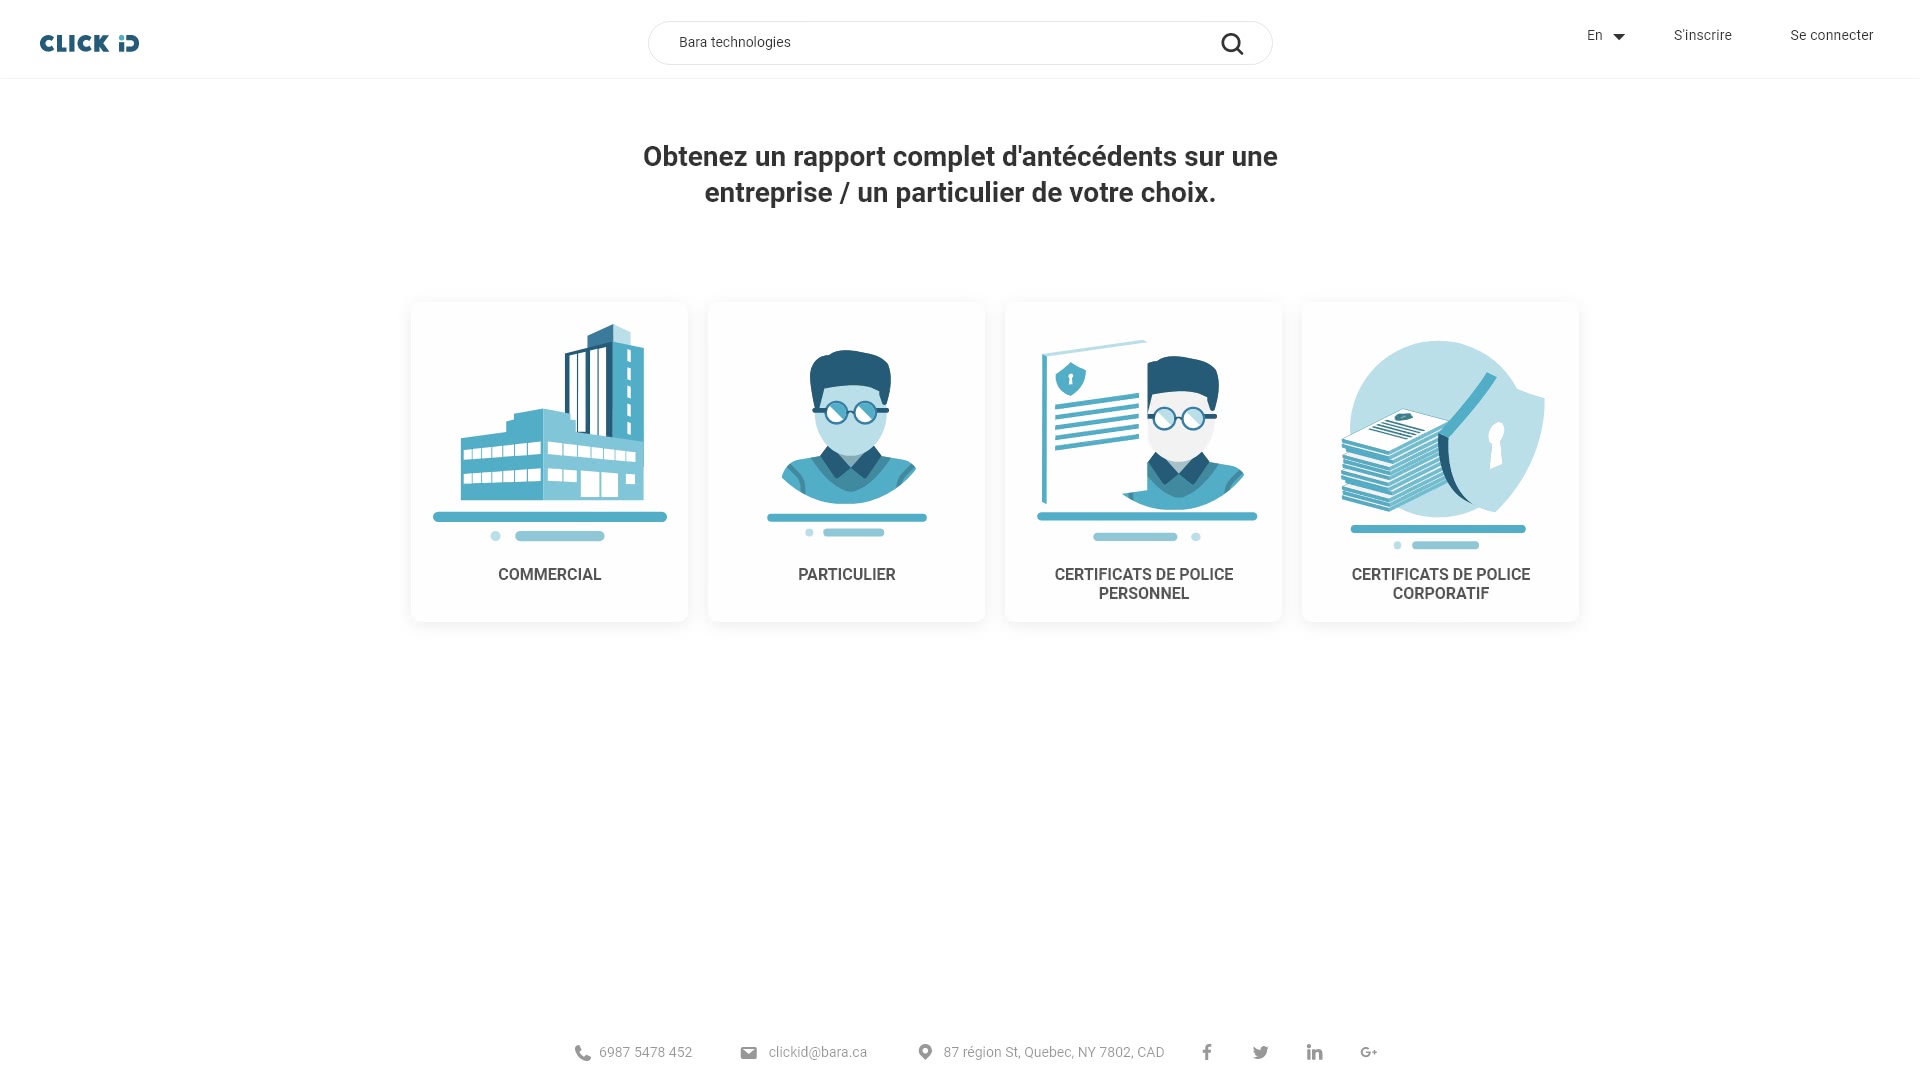 CLICK iD
Bara technologies
En
S'inscrire
Se connecter
Obtenez un rapport complet d'antécédents sur une
entreprise / un particulier de votre choix.
COMMERCIAL
PARTICULIER
CERTIFICATS DE POLICE
PERSONNEL
CERTIFICATS DE POLICE
CORPORATIF
6987 5478 452
clickid@bara.ca
87 région St, Quebec, NY 7802, CAD